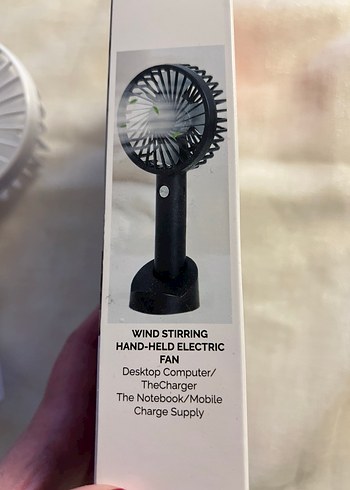 WIND STIRRING
HAND-HELD ELECTRIC
FAN
Desktop Computer/
TheCharger
The Notebook/Mobile
Charge Supply